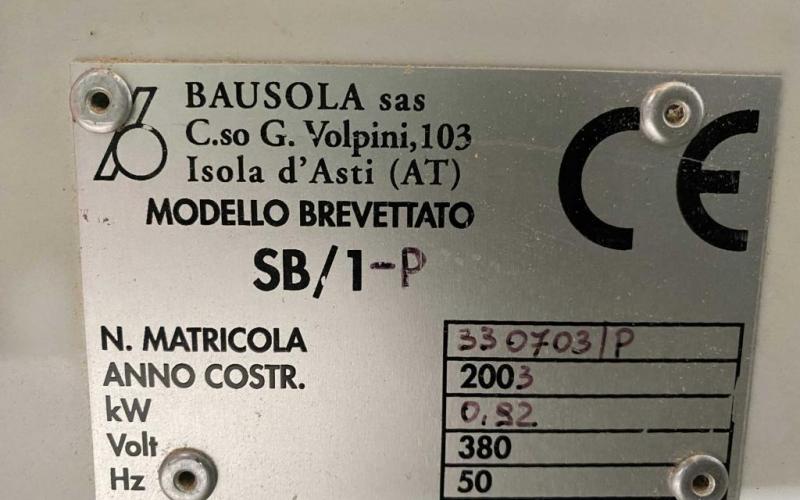 BAUSOLA sas
C.so G. Volpini,103
Isola d'Asti (AT)
MODELLO BREVETTATO
SB/1-P
CE
N. MATRICOLA 330703/P
ANNO COSTR. 2003
kW 0.92
Volt 380
Hz 50